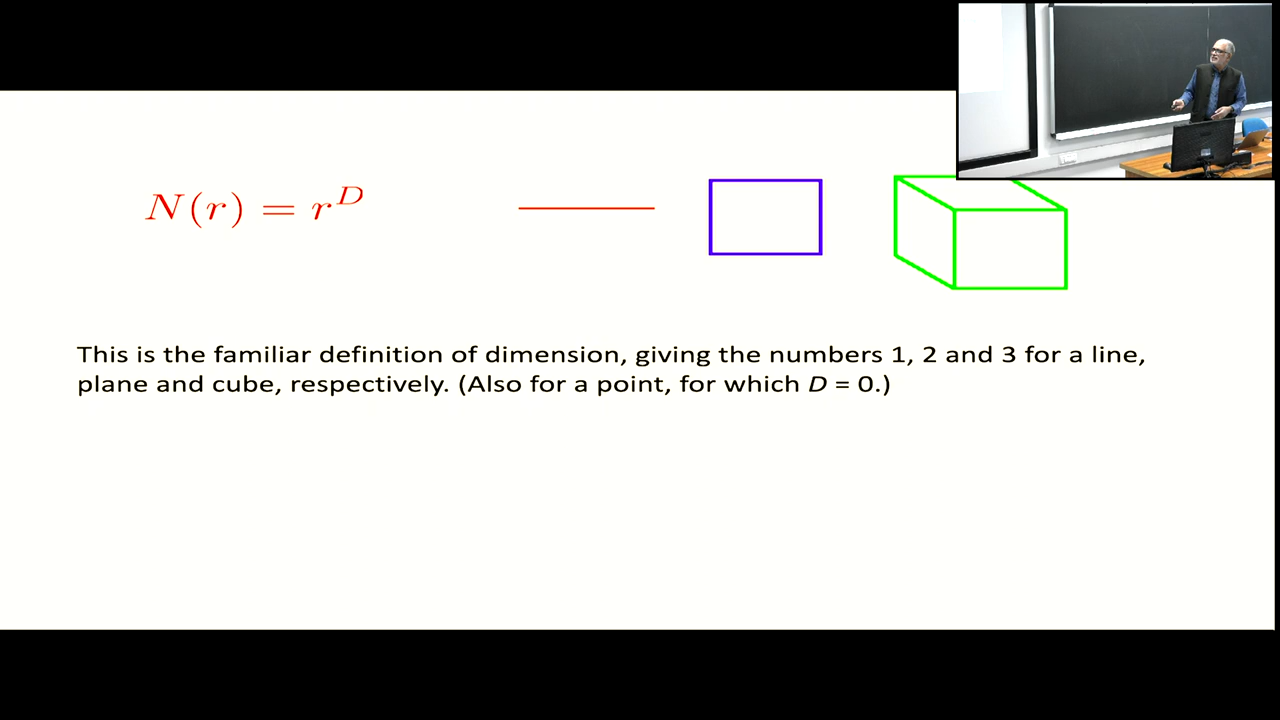 N(r) = r^D
This is the familiar definition of dimension, giving the numbers 1, 2 and 3 for a line,
plane and cube, respectively. (Also for a point, for which D = 0.)